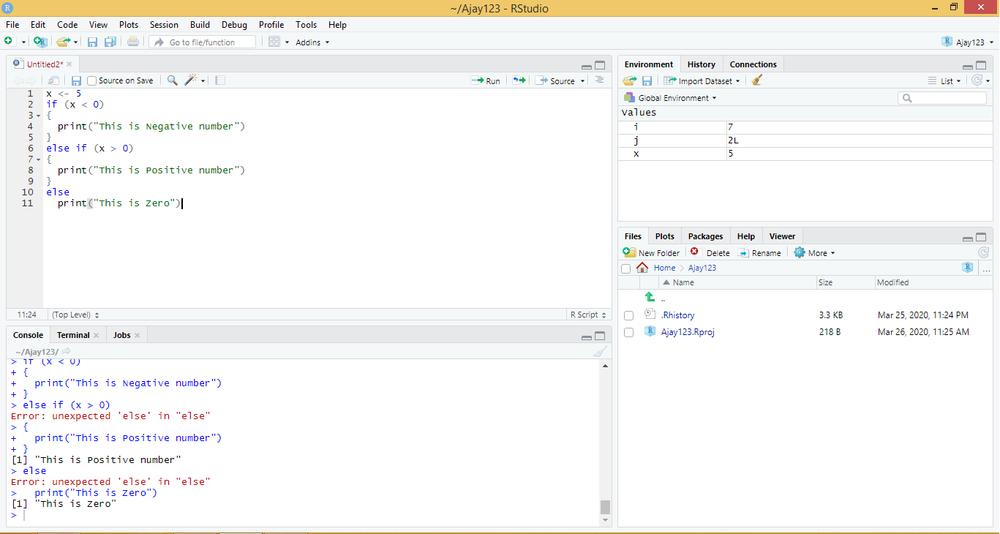 ~/Ajay123 - RStudio
File Edit Code View Plots Session Build Debug Profile Tools Help
Go to file/function Addins Ajay123
Untitled2*
Source on Save Run Source
1 x <- 5
2 if (x < 0)
3 {
4 print("This is Negative number")
5 }
6 else if (x > 0)
7 {
8 print("This is Positive number")
9 }
10 else
11 print("This is Zero")
11:24 (Top Level) R Script
Console Terminal Jobs
~/Ajay123/
> if (x < 0)
+ {
+ print("This is Negative number")
+ }
> else if (x > 0)
Error: unexpected 'else' in "else"
> {
+ print("This is Positive number")
+ }
[1] "This is Positive number"
> else
Error: unexpected 'else' in "else"
> print("This is Zero")
[1] "This is Zero"
>
Environment History Connections
Import Dataset List
Global Environment
Values
i 7
j 2L
x 5
Files Plots Packages Help Viewer
New Folder Delete Rename More
Home Ajay123 ...
Name Size Modified
..
.Rhistory 3.3 KB Mar 25, 2020, 11:24 PM
Ajay123.Rproj 218 B Mar 26, 2020, 11:25 AM